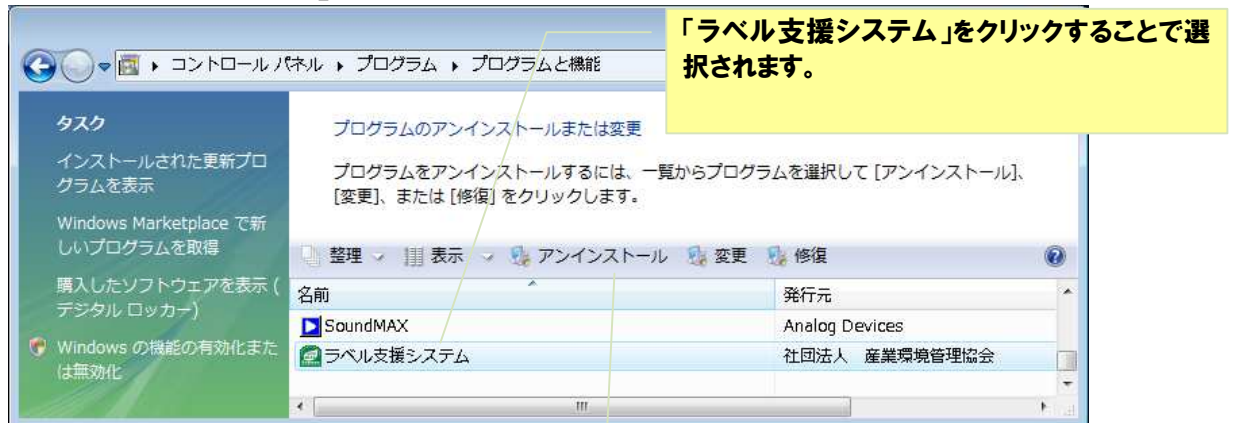 「ラベル支援システム」をクリックすることで選
択されます。
コントロール パネル ▸ プログラム ▸ プログラムと機能
タスク
インストールされた更新プロ
グラムを表示
Windows Marketplace で新
しいプログラムを取得
購入したソフトウェアを表示 (
デジタル ロッカー)
Windows の機能の有効化また
は無効化
プログラムのアンインストールまたは変更
プログラムをアンインストールするには、一覧からプログラムを選択して [アンインストール]、
[変更]、または [修復] をクリックします。
整理 表示 アンインストール 変更 修復
名前 発行元
SoundMAX Analog Devices
ラベル支援システム 社団法人　産業環境管理協会